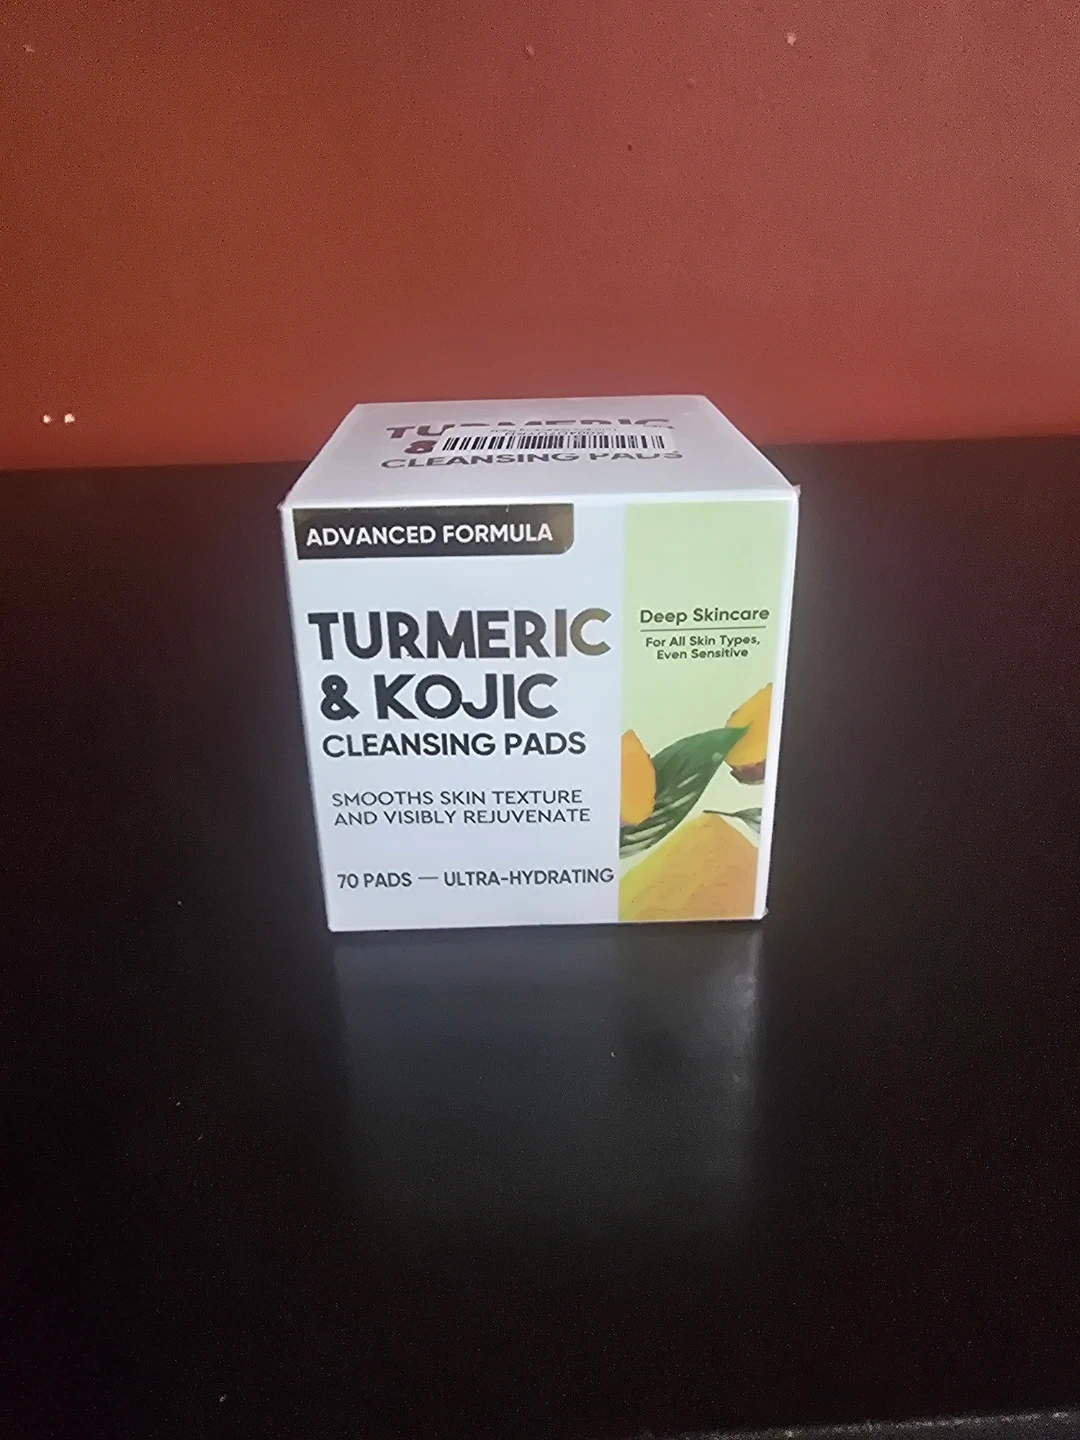 CLEANSING PADS
ADVANCED FORMULA
TURMERIC
& KOJIC
CLEANSING PADS
SMOOTHS SKIN TEXTURE
AND VISIBLY REJUVENATE
70 PADS — ULTRA-HYDRATING
Deep Skincare
For All Skin Types,
Even Sensitive